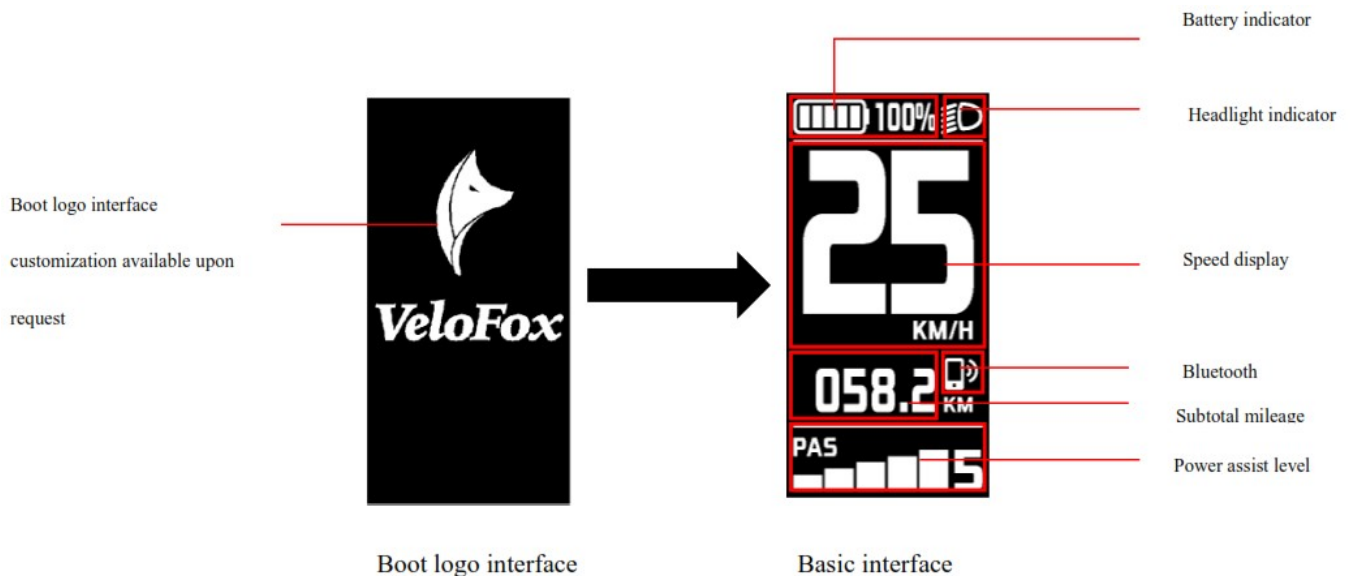 Battery indicator
100%
Headlight indicator
25
KM/H
Boot logo interface
customization available upon
request
VeloFox
Speed display
058.2
KM
Bluetooth
Subtotal mileage
PAS
5
Power assist level
Boot logo interface
Basic interface